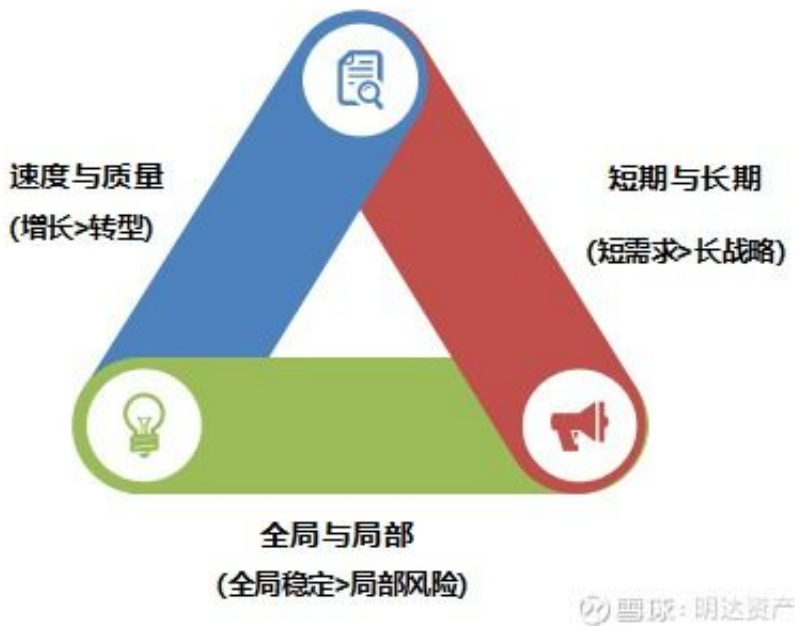 速度与质量
(增长>转型)
短期与长期
(短需求>长战略)
全局与局部
(全局稳定>局部风险)
雪球：明达资产